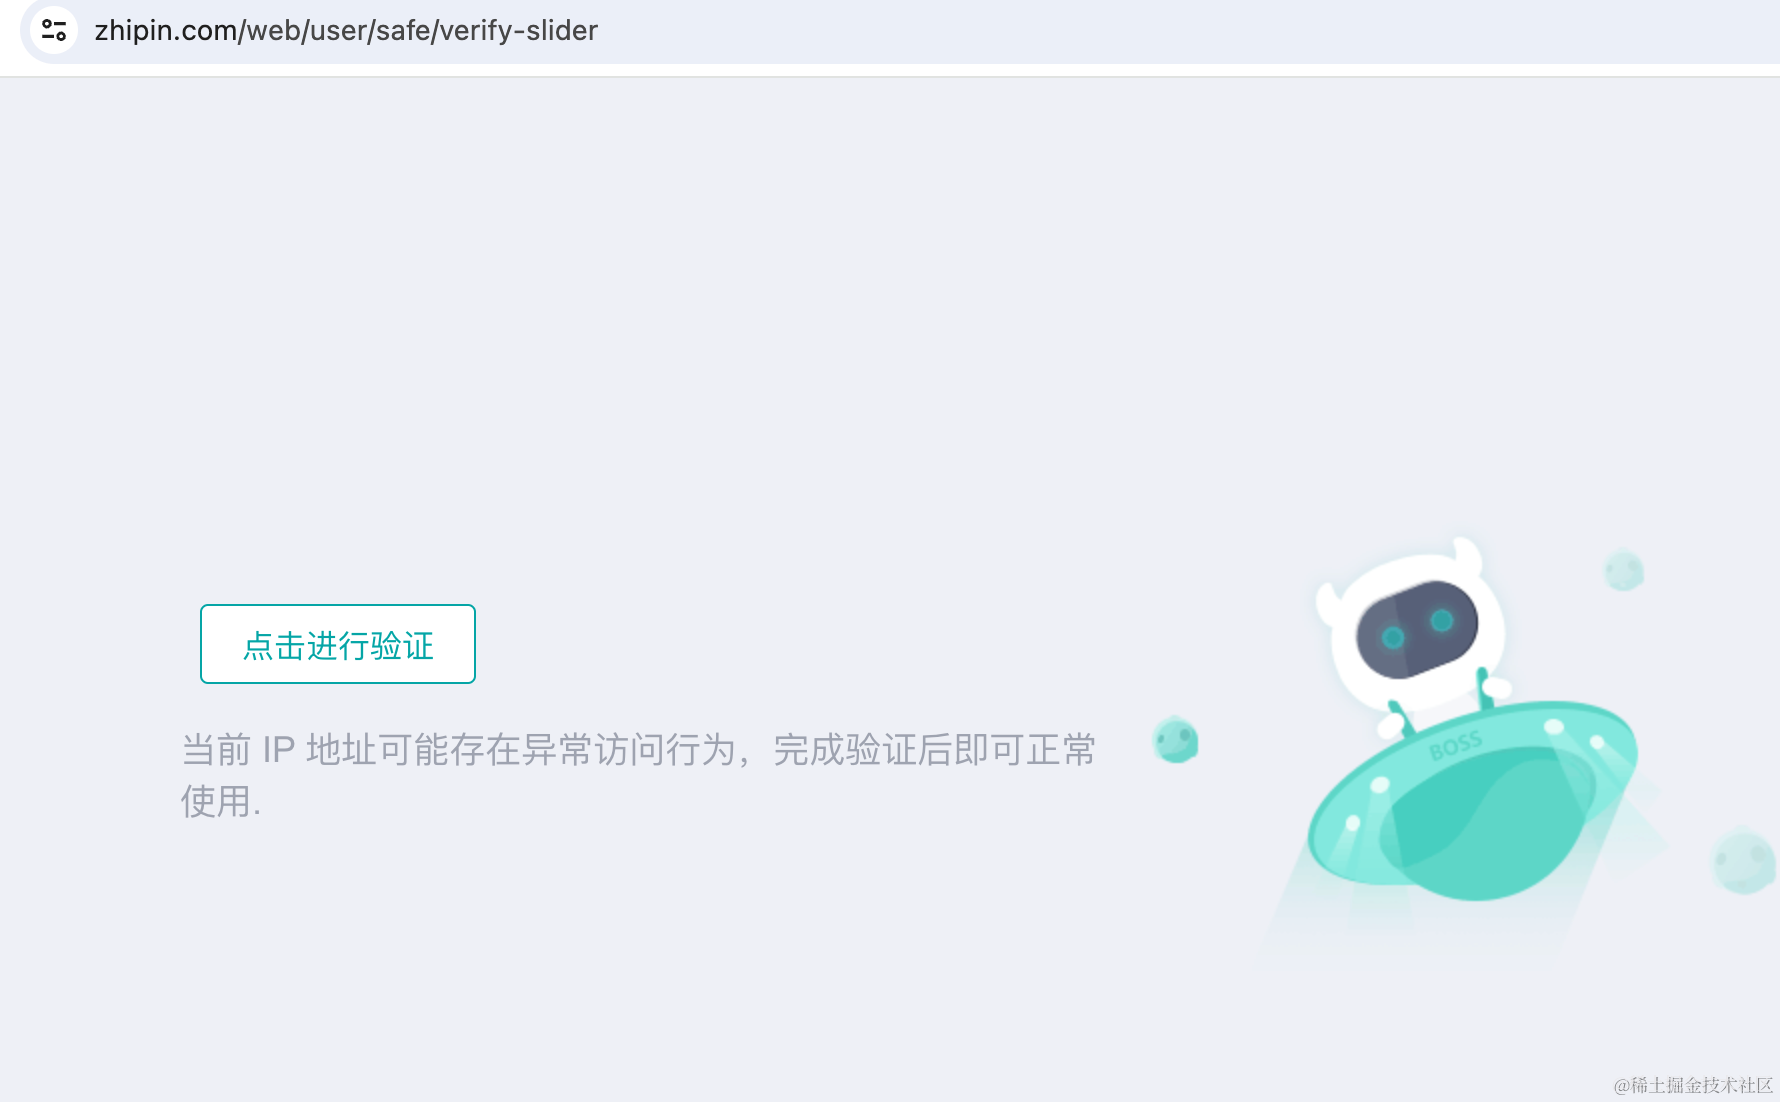 zhipin.com/web/user/safe/verify-slider
点击进行验证
当前 IP 地址可能存在异常访问行为，完成验证后即可正常
使用.
BOSS
@稀土掘金技术社区